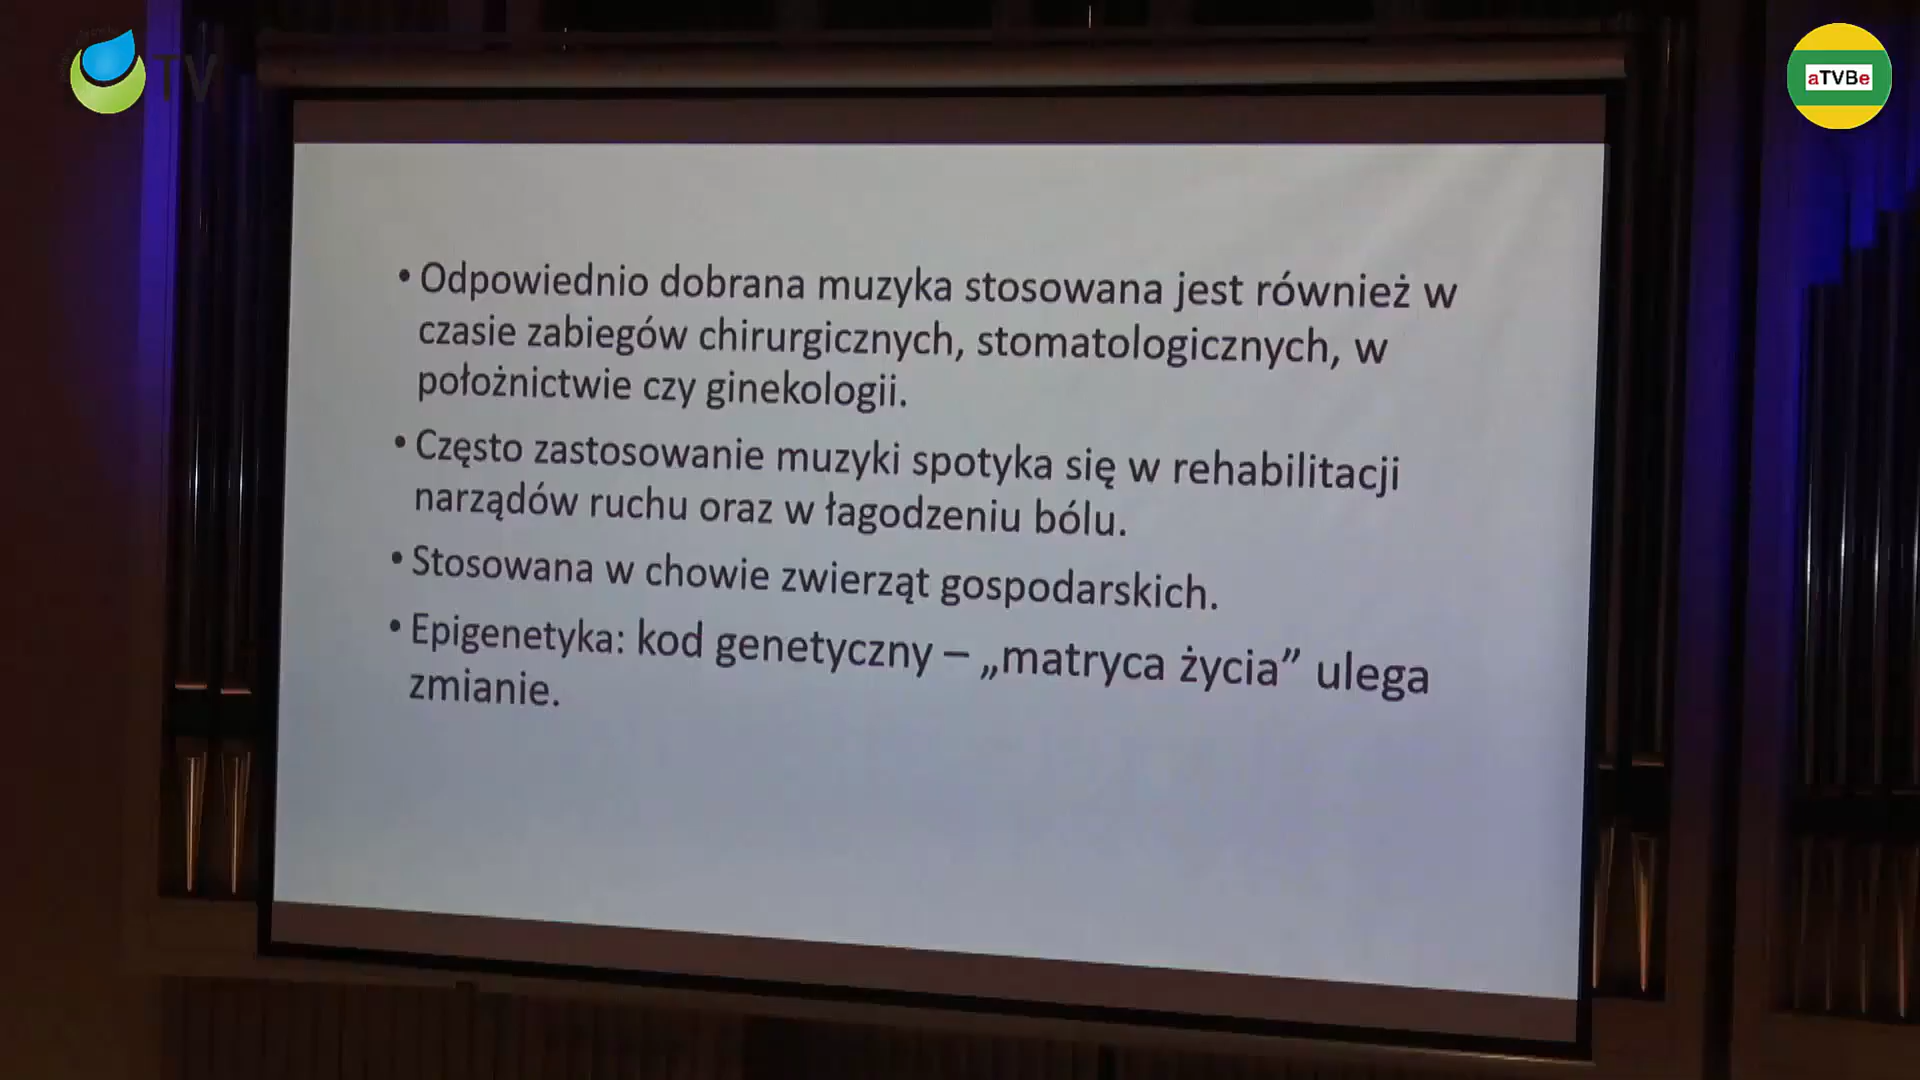 TV
aTVBe
• Odpowiednio dobrana muzyka stosowana jest również w
czasie zabiegów chirurgicznych, stomatologicznych, w
położnictwie czy ginekologii.
• Często zastosowanie muzyki spotyka się w rehabilitacji
narządów ruchu oraz w łagodzeniu bólu.
• Stosowana w chowie zwierząt gospodarskich.
• Epigenetyka: kod genetyczny – „matryca życia” ulega
zmianie.